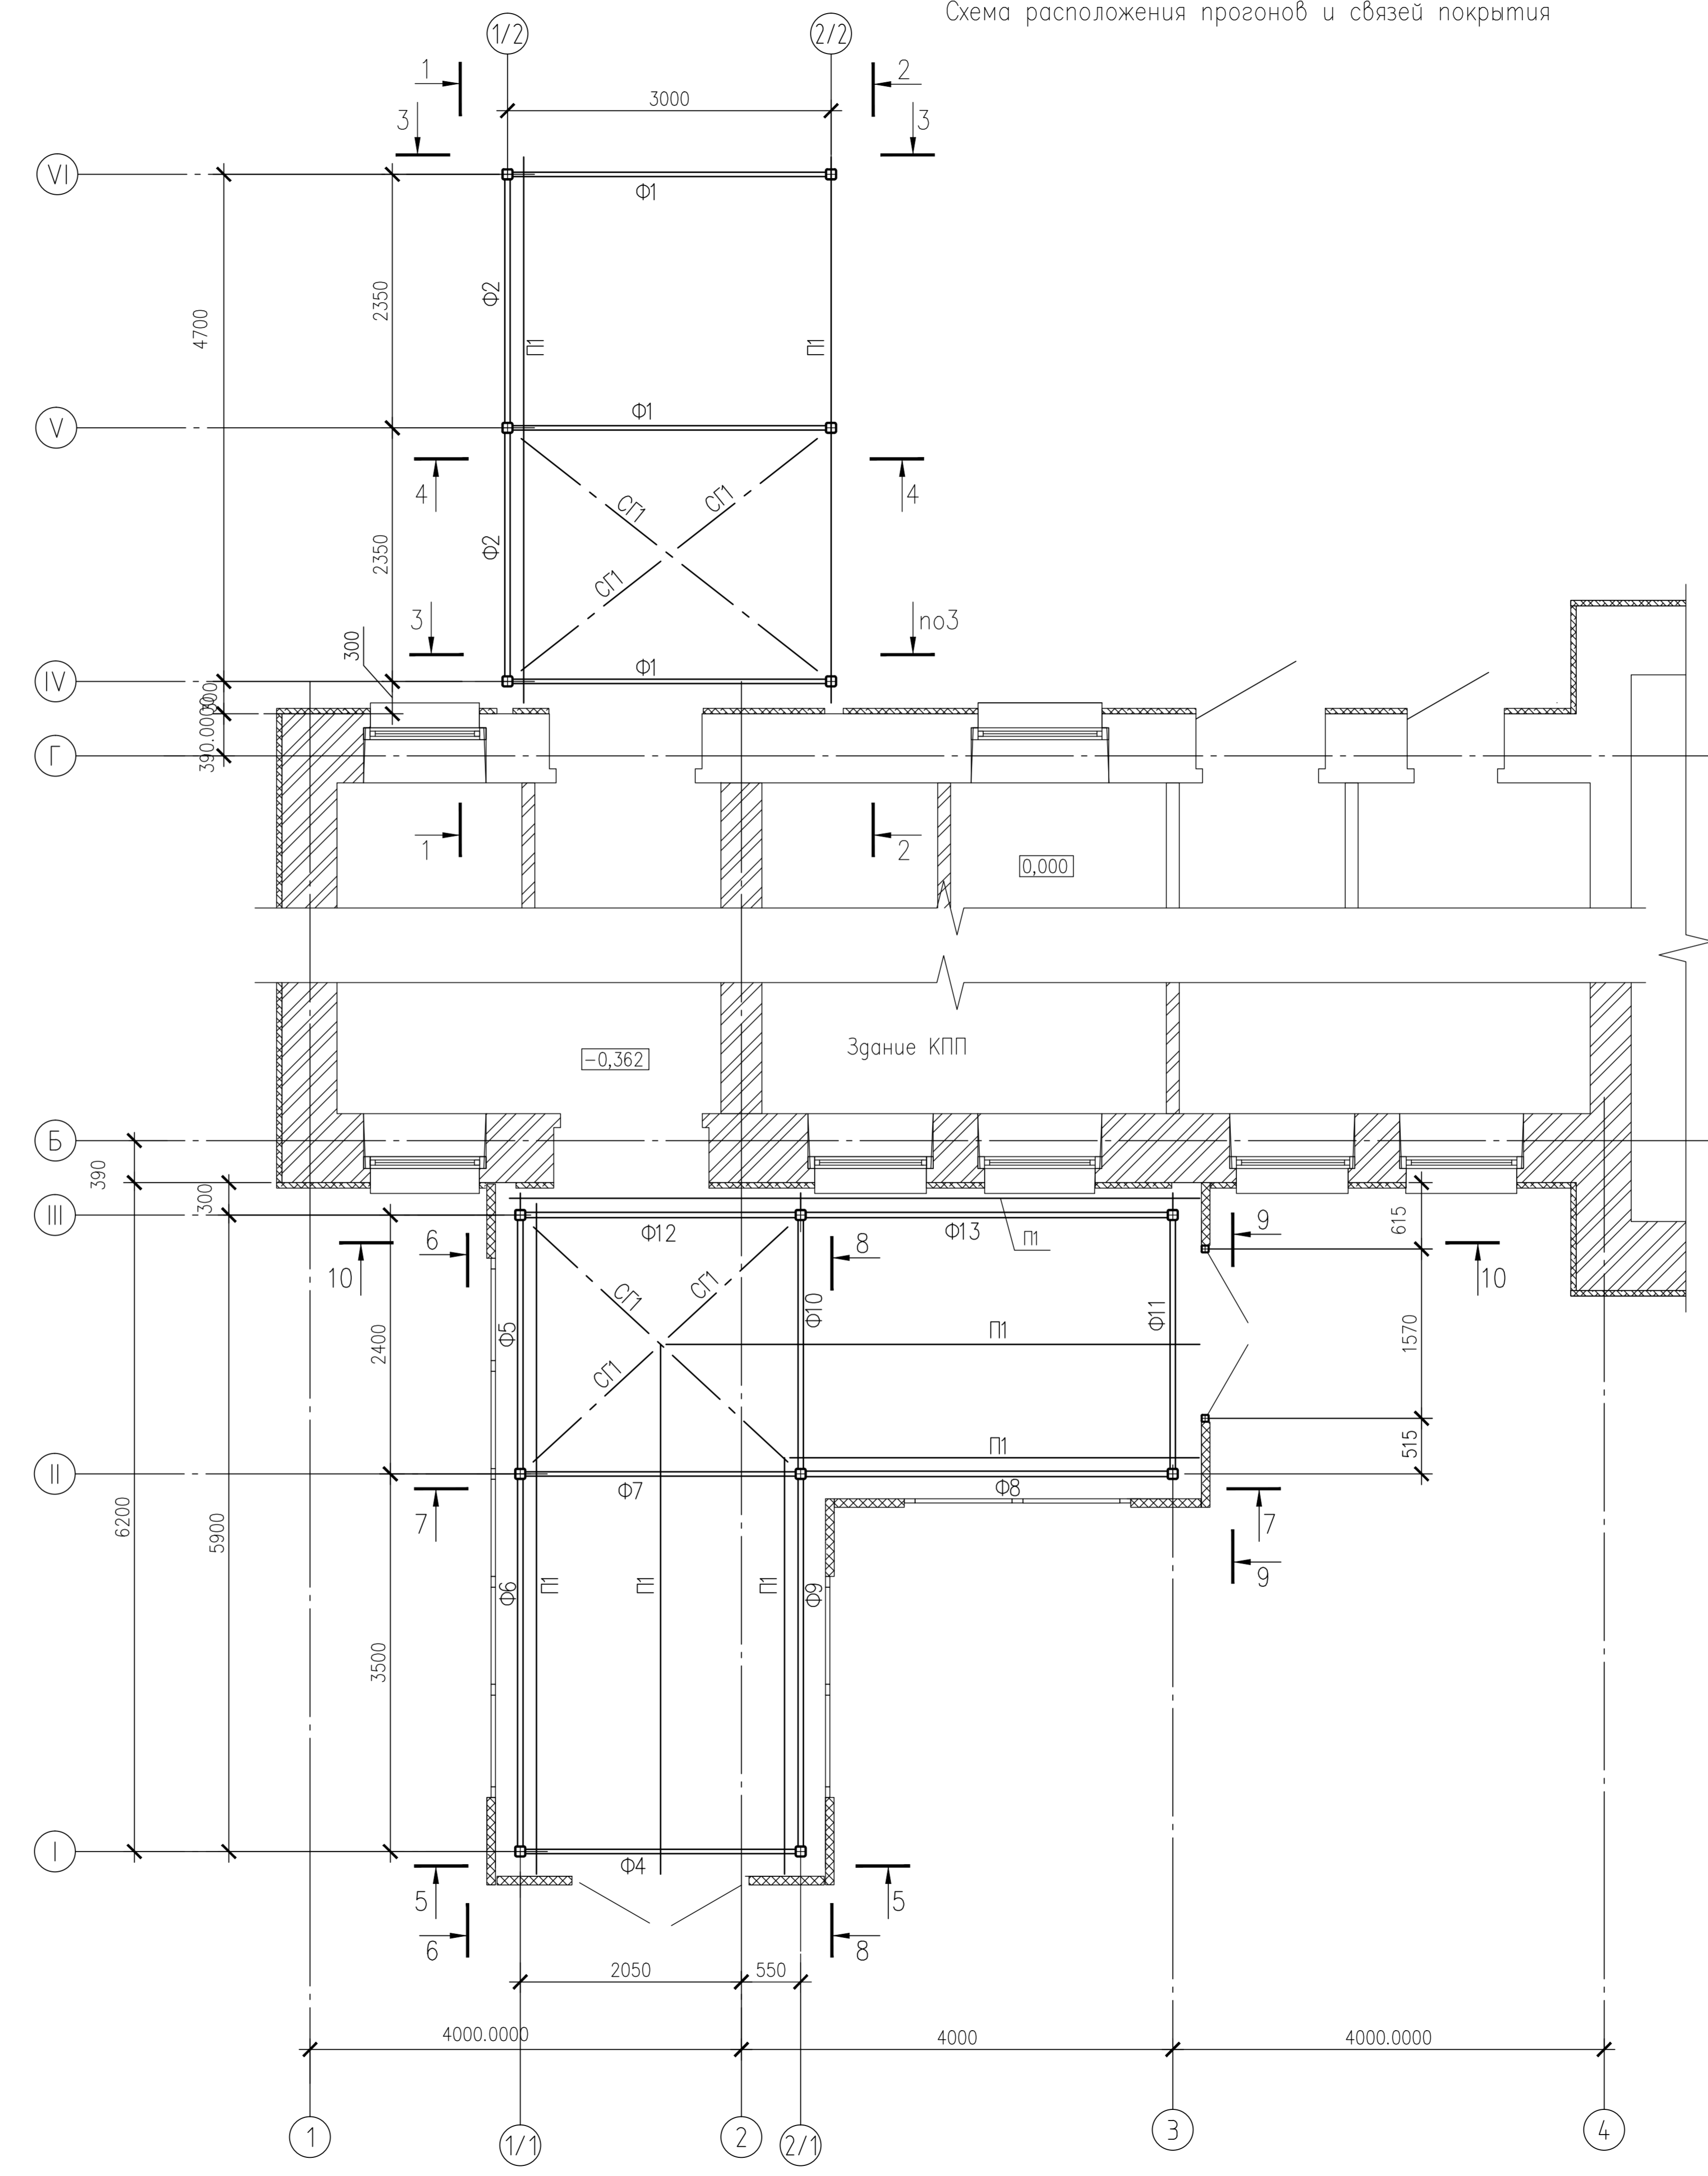 Схема расположения прогонов и связей покрытия
1/2
2/2
1
2
3000
3
3
VI
Ф1
4700
2350
Ф2
П1
П1
V
Ф1
4
4
СГ1
СГ1
2350
Ф2
СГ1
3
по3
300
IV
Ф1
300
390.0000
Г
1
2
0,000
Здание КПП
-0,362
Б
390
300
III
615
Ф12
Ф13
П1
6
8
9
10
10
СГ1
СГ1
Ф10
Ф11
Ф5
2400
П1
1570
СГ1
П1
515
II
Ф7
Ф8
7
7
6200
5900
9
Ф6
П1
П1
П1
Ф9
3500
I
Ф4
5
5
6
8
2050
550
4000.0000
4000
4000.0000
1
1/1
2
2/1
3
4